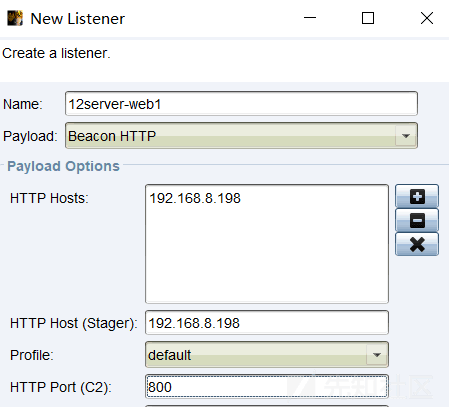 New Listener
Create a listener.
Name: 12server-web1
Payload: Beacon HTTP
Payload Options
HTTP Hosts: 192.168.8.198
HTTP Host (Stager): 192.168.8.198
Profile: default
HTTP Port (C2): 800
先知社区